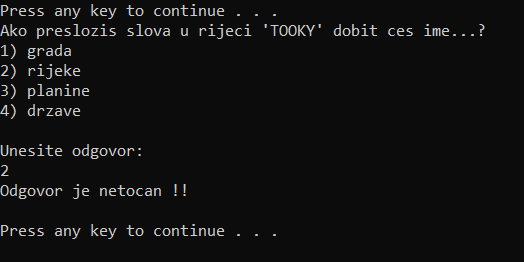 Press any key to continue . . .
Ako preslozis slova u rijeci 'TOOKY' dobit ces ime...?
1) grada
2) rijeke
3) planine
4) drzave
Unesite odgovor:
2
Odgovor je netocan !!
Press any key to continue . . .